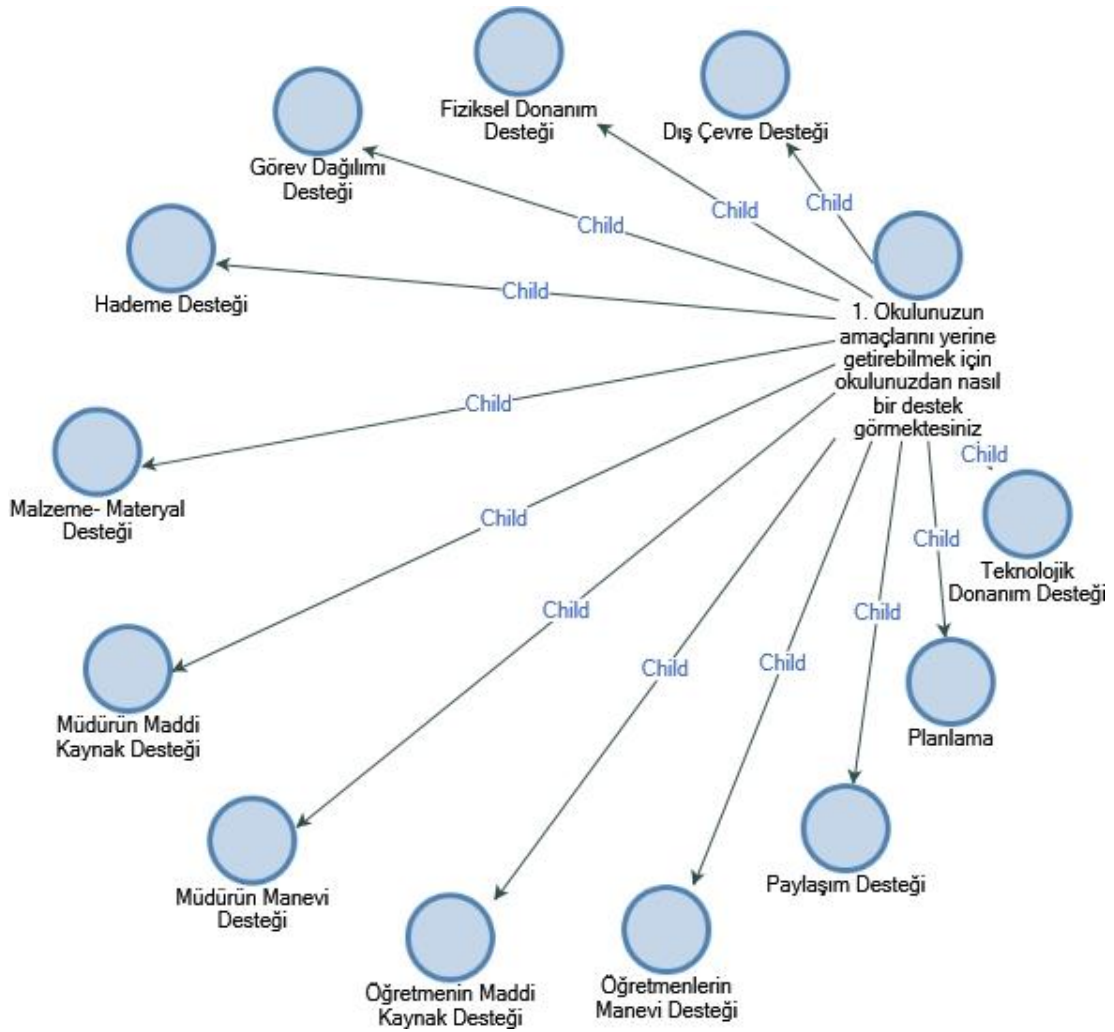 Fiziksel Donanım
Desteği
Dış Çevre Desteği
Görev Dağılımı
Desteği
Child
Child
Child
Hademe Desteği
Child
1. Okulunuzun
amaçlarını yerine
getirebilmek için
okulunuzdan nasıl
bir destek
görmektesiniz
Child
Malzeme- Materyal
Desteği
Child
Child
Child
Teknolojik
Donanım Desteği
Child
Child
Child
Child
Müdürün Maddi
Kaynak Desteği
Planlama
Müdürün Manevi
Desteği
Paylaşım Desteği
Öğretmenin Maddi
Kaynak Desteği
Öğretmenlerin
Manevi Desteği